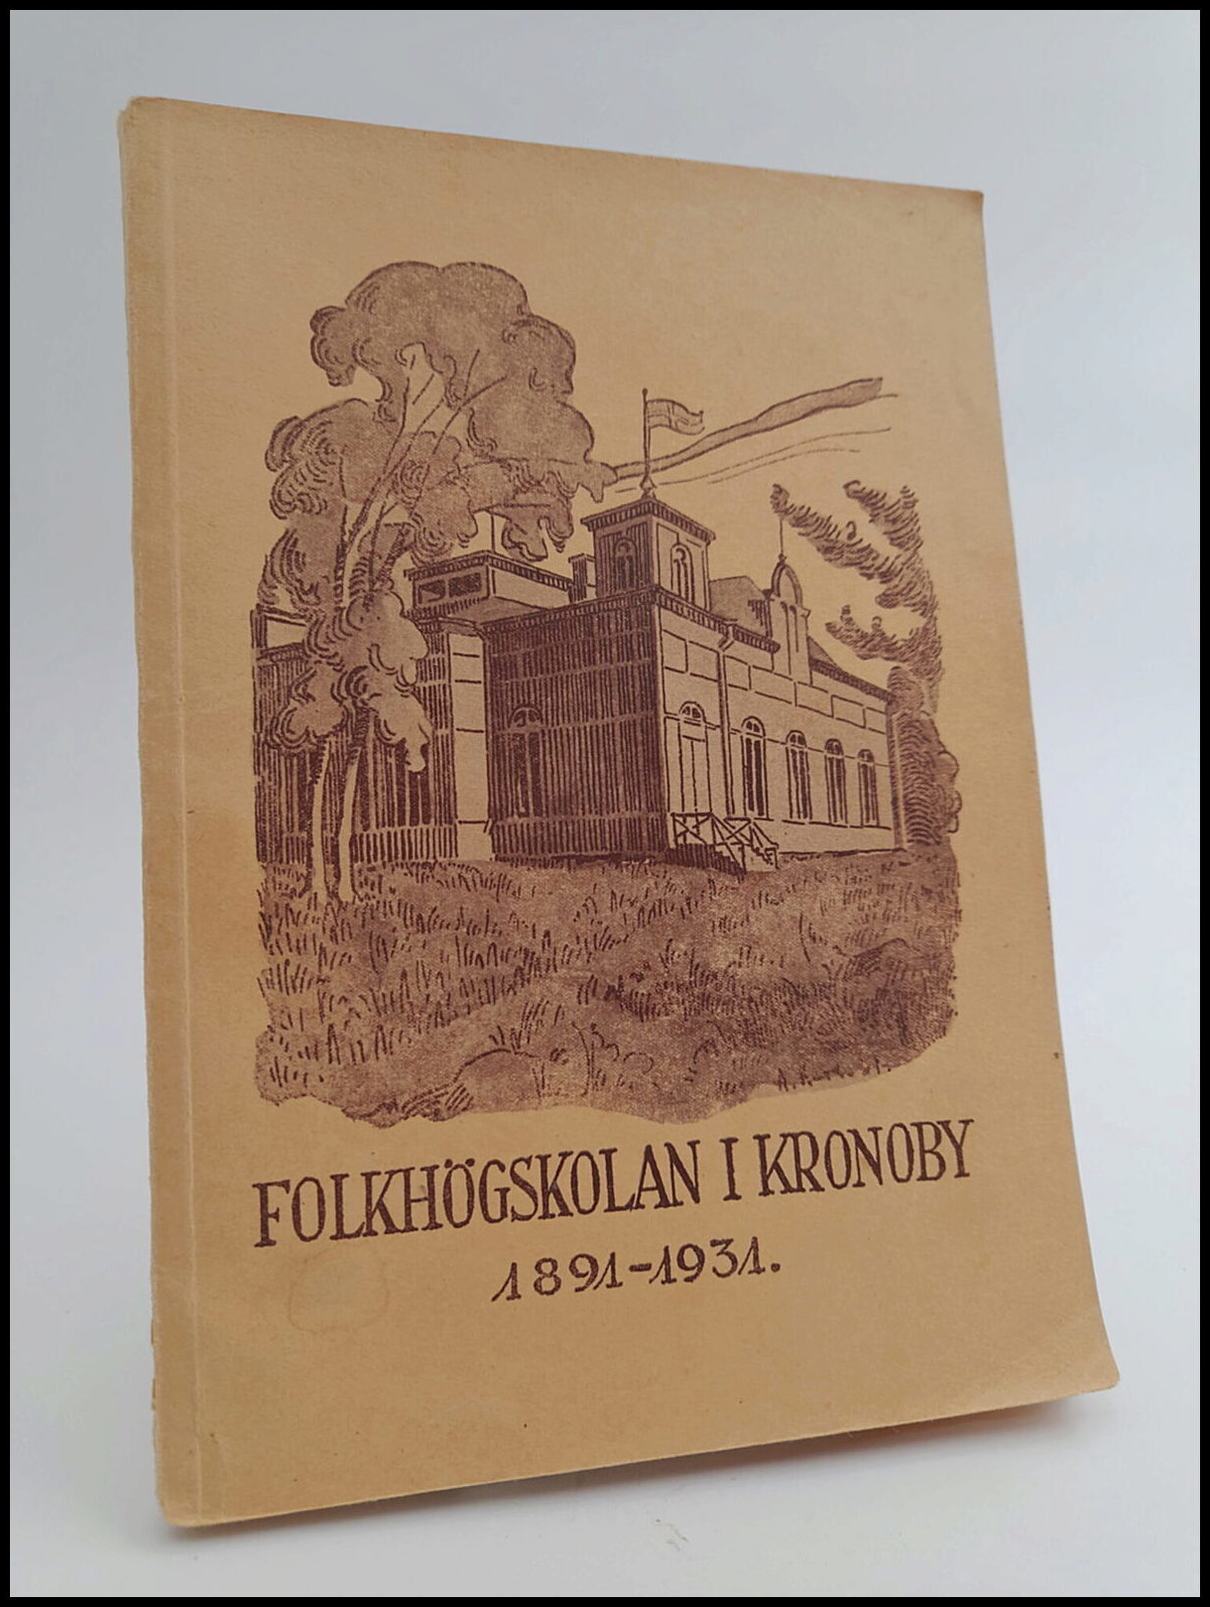 FOLKHÖGSKOLAN I KRONOBY
1891-1931.